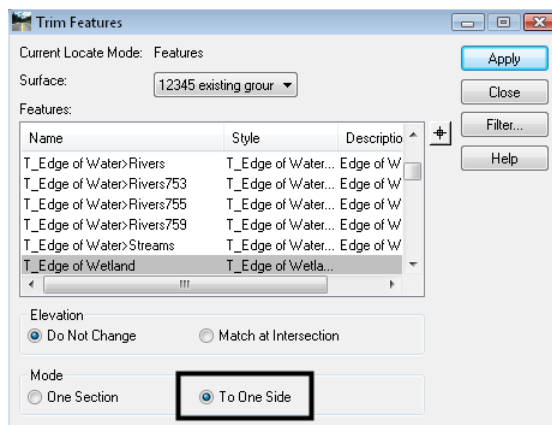 Trim Features
Current Locate Mode: Features
Apply
Surface:
12345 existing grour
Close
Features:
Filter...
Name Style Descriptio
Help
T_Edge of Water>Rivers T_Edge of Water... Edge of W
T_Edge of Water>Rivers753 T_Edge of Water... Edge of W
T_Edge of Water>Rivers755 T_Edge of Water... Edge of W
T_Edge of Water>Rivers759 T_Edge of Water... Edge of W
T_Edge of Water>Streams T_Edge of Water... Edge of W
T_Edge of Wetland T_Edge of Wetla...
Elevation
Do Not Change Match at Intersection
Mode
One Section To One Side